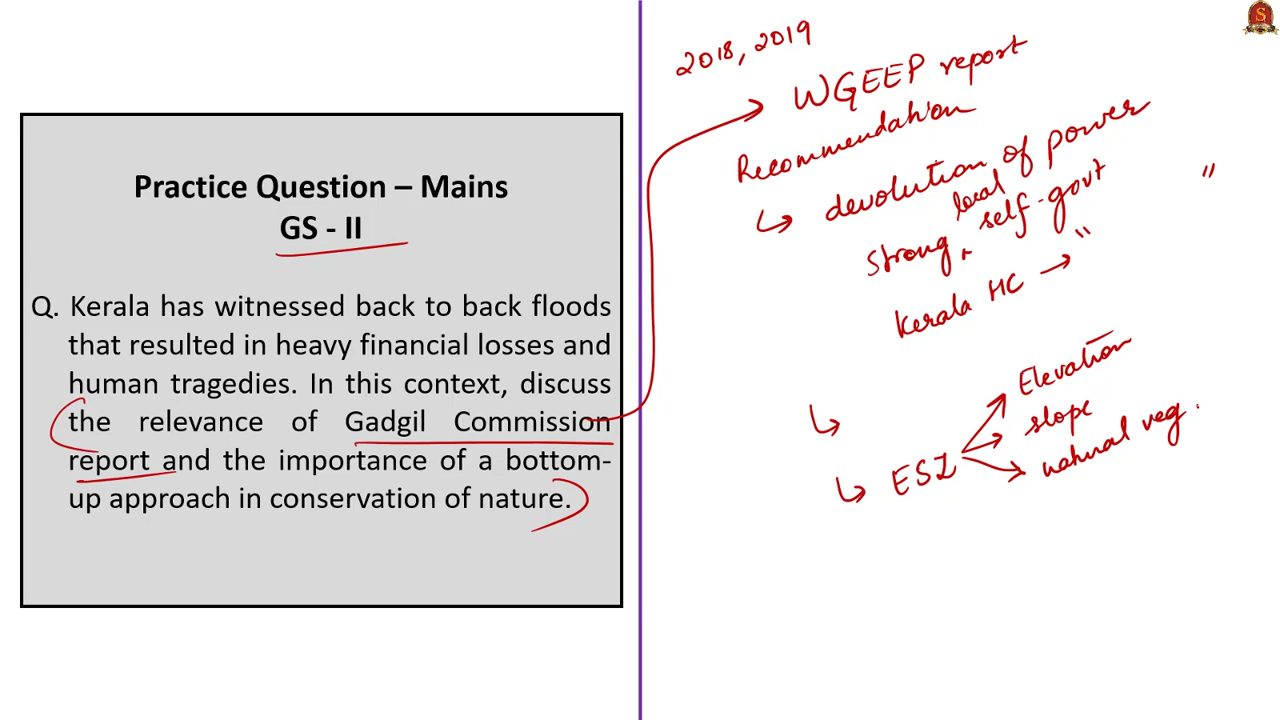 Practice Question – Mains
GS - II
Q. Kerala has witnessed back to back floods
that resulted in heavy financial losses and
human tragedies. In this context, discuss
the relevance of Gadgil Commission
report and the importance of a bottom-
up approach in conservation of nature.
2018, 2019
WGEEP report
Recommendation
devolution of power
local
strong self-govt
"
Kerala HC → "
Elevation
slope
ESZ
natural veg.
S